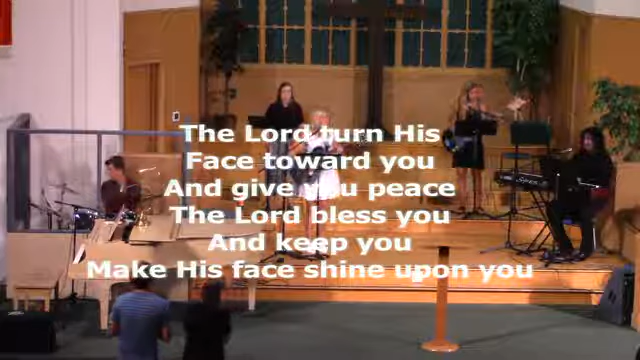 The Lord turn His
Face toward you
And give you peace
The Lord bless you
And keep you
Make His face shine upon you